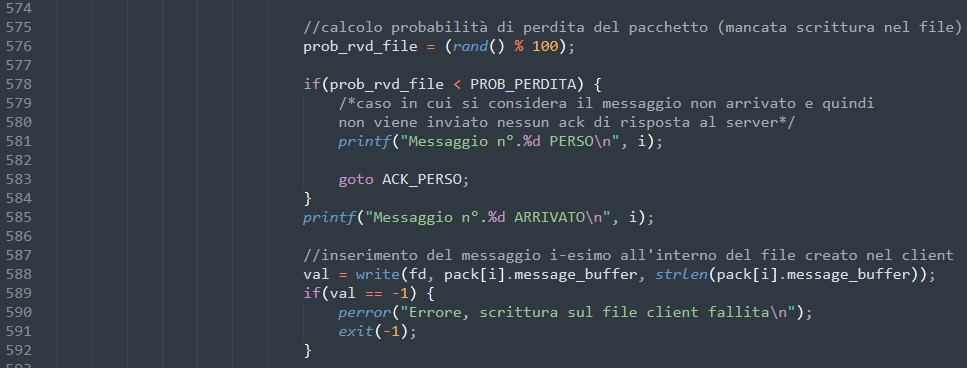 574
575 //calcolo probabilità di perdita del pacchetto (mancata scrittura nel file)
576 prob_rvd_file = (rand() % 100);
577
578 if(prob_rvd_file < PROB_PERDITA) {
579 /*caso in cui si considera il messaggio non arrivato e quindi
580 non viene inviato nessun ack di risposta al server*/
581 printf("Messaggio n°.%d PERSO\n", i);
582
583 goto ACK_PERSO;
584 }
585 printf("Messaggio n°.%d ARRIVATO\n", i);
586
587 //inserimento del messaggio i-esimo all'interno del file creato nel client
588 val = write(fd, pack[i].message_buffer, strlen(pack[i].message_buffer));
589 if(val == -1) {
590 perror("Errore, scrittura sul file client fallita\n");
591 exit(-1);
592 }